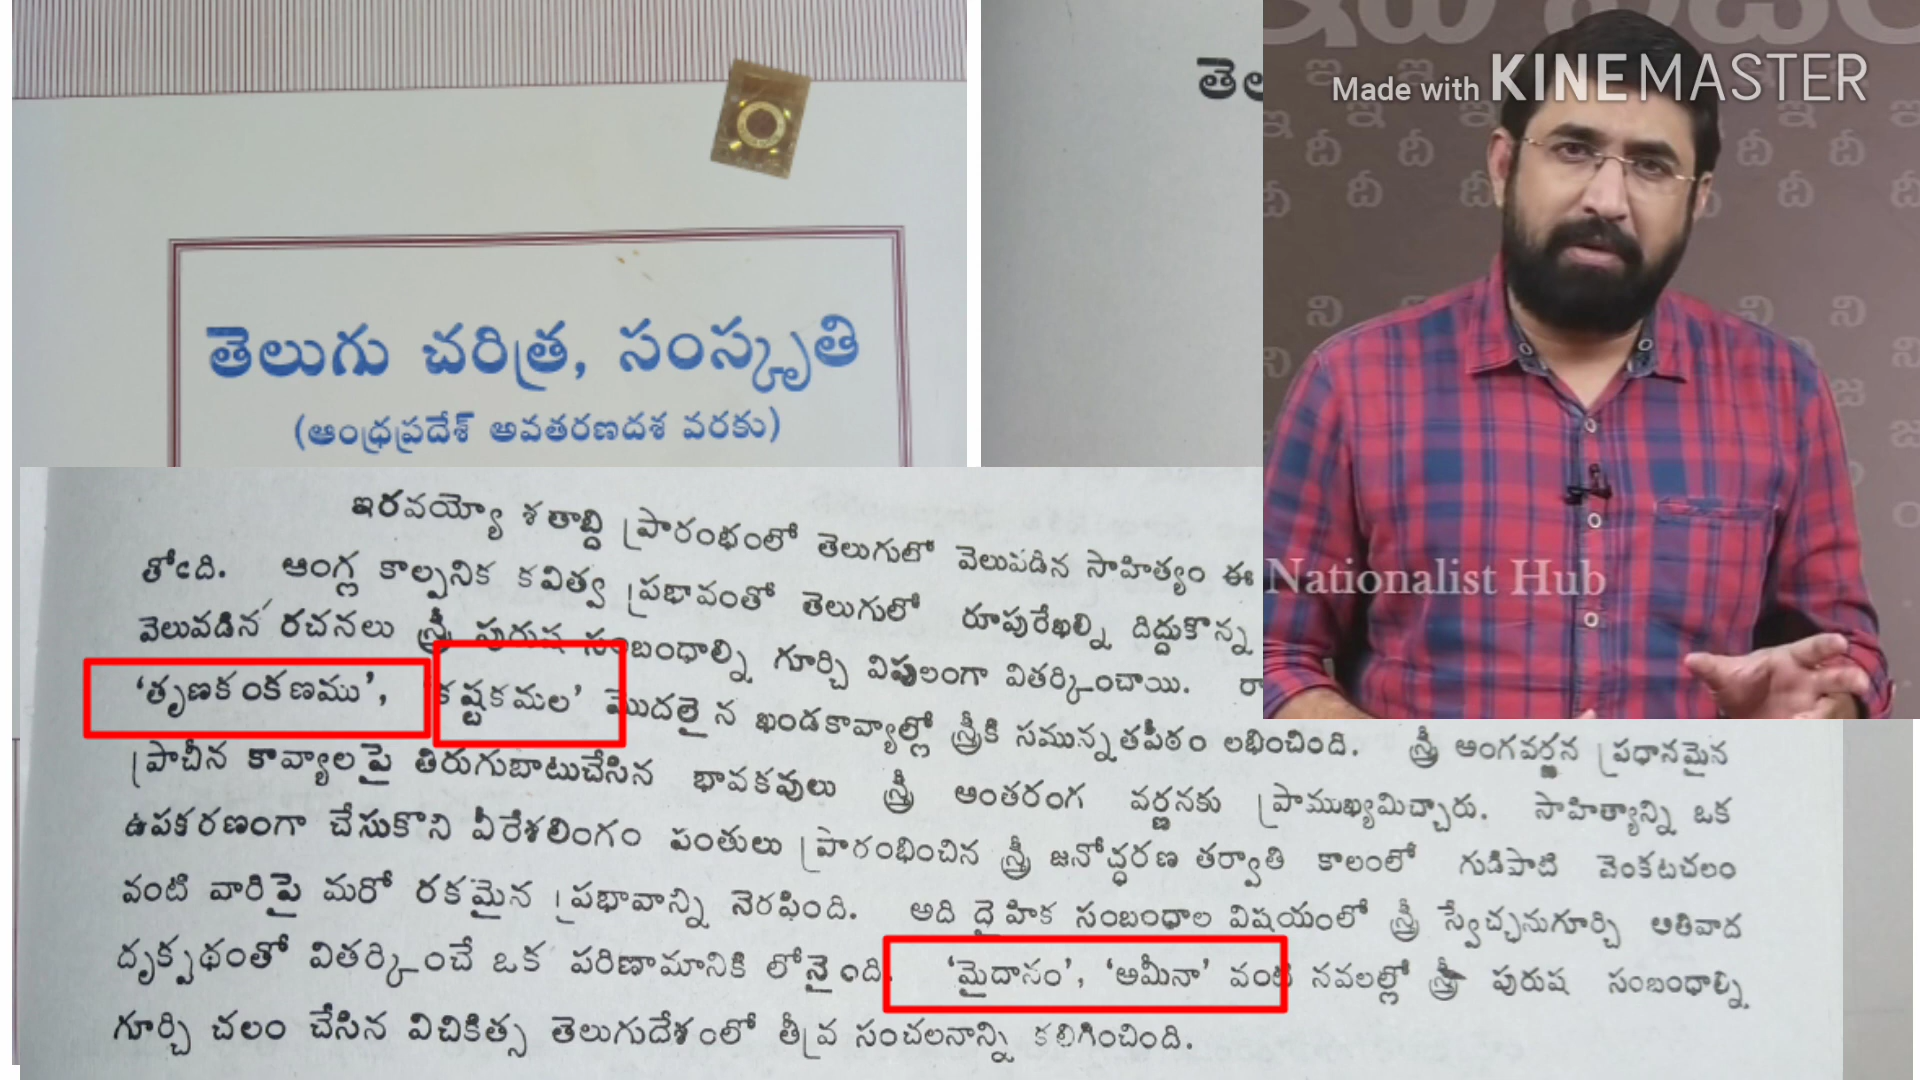 తెలుగు చరిత్ర, సంస్కృతి
(ఆంధ్రప్రదేశ్ అవతరణదశ వరకు)
తెల
Made with KINEMASTER
Nationalist Hub
ఇరవయ్యో శతాబ్ది ప్రారంభంలో తెలుగులో వెలువడిన సాహిత్యం ఈ
తోఁది. ఆంగ్ల కాల్పనిక కవిత్వ ప్రభావంతో తెలుగులో రూపురేఖల్ని దిద్దుకొన్న
వెలువడిన రచనలు స్త్రీ పురుష సంబంధాల్ని గూర్చి విపులంగా వితర్కించాయి. రా
‘తృణకంకణము’, కష్టకమల’ మొదలైన ఖండకావ్యాల్లో స్త్రీకి సమున్నతపీఠం లభించింది. స్త్రీ అంగవర్ణన ప్రధానమైన
ప్రాచీన కావ్యాలపై తిరుగుబాటుచేసిన భావకవులు స్త్రీ ఆంతరంగ వర్ణనకు ప్రాముఖ్యమిచ్చారు. సాహిత్యాన్ని ఒక
ఉపకరణంగా చేసుకొని వీరేశలింగం పంతులు ప్రారంభించిన స్త్రీ జనోద్ధరణ తర్వాతి కాలంలో గుడిపాటి వెంకటచలం
వంటి వారిపై మరో రకమైన ప్రభావాన్ని నెరఫింది. అది దైహిక సంబంధాల విషయంలో స్త్రీ స్వేచ్ఛనుగూర్చి అతివాద
దృక్పథంతో వితర్కించే ఒక పరిణామానికి లోనైంది. ‘మైదానం’, ‘అమీనా’ వంటి నవలల్లో స్త్రీ పురుష సంబంధాల్ని
గూర్చి చలం చేసిన విచికిత్స తెలుగుదేశంలో తీవ్ర సంచలనాన్ని కలిగించింది.